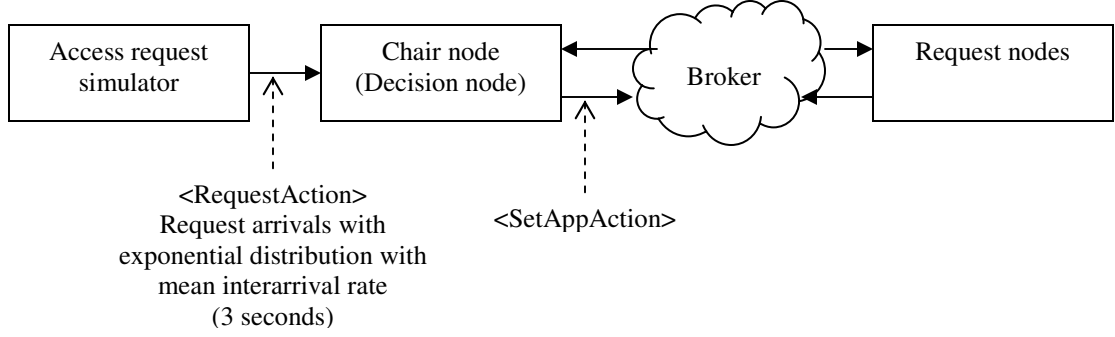 Access request
simulator
Chair node
(Decision node)
Broker
Request nodes
<RequestAction>
Request arrivals with
exponential distribution with
mean interarrival rate
(3 seconds)
<SetAppAction>